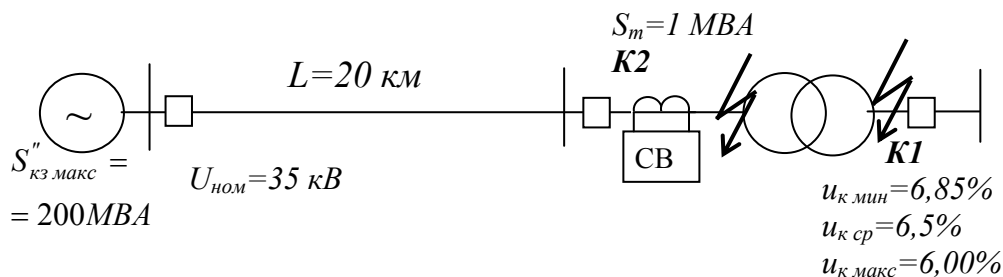 S_m=1 МВА
К2
L=20 км
~
S″_кз макс =
= 200МВА
U_ном=35 кВ
СВ
К1
u_к мин=6,85%
u_к ср=6,5%
u_к макс=6,00%